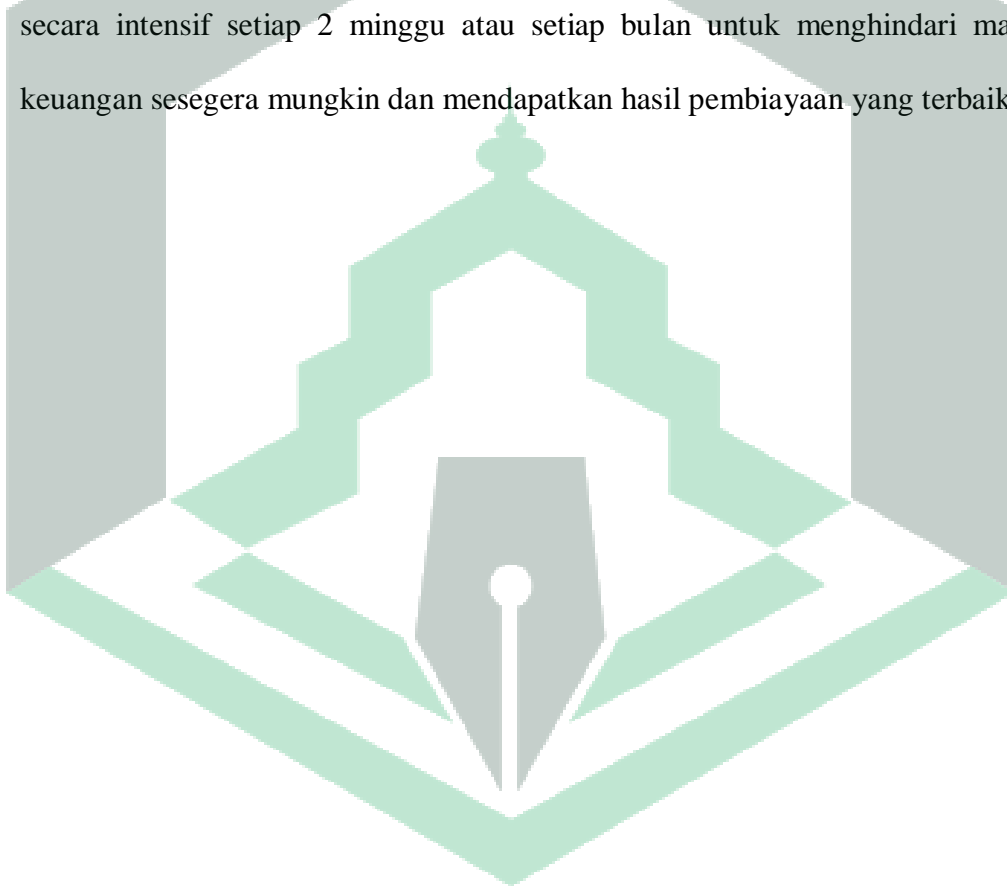 secara intensif setiap 2 minggu atau setiap bulan untuk menghindari
keuangan sesegera mungkin dan mendapatkan hasil pembiayaan yang terbaik